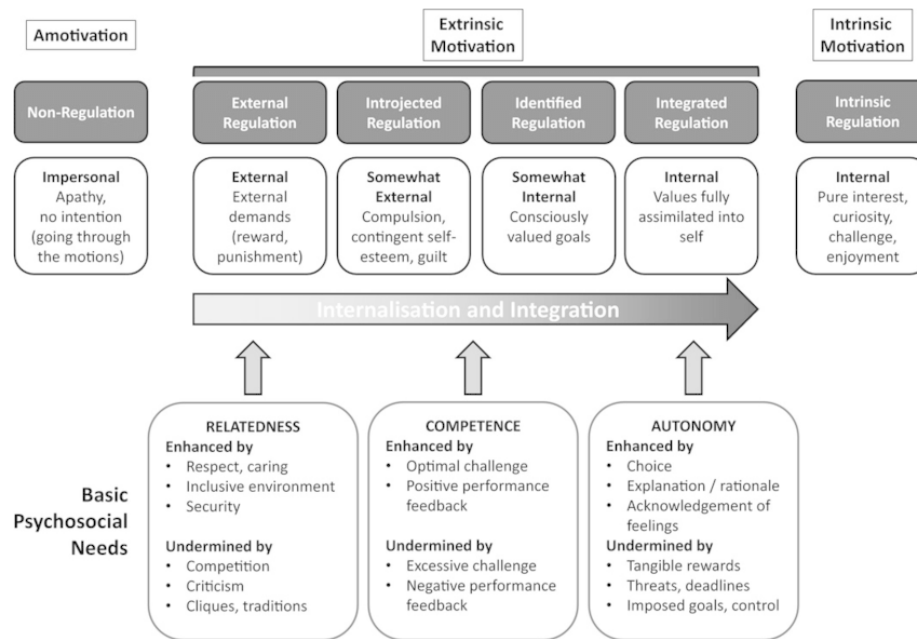 Amotivation
Extrinsic
Motivation
Intrinsic
Motivation
Non-Regulation
External
Regulation
Introjected
Regulation
Identified
Regulation
Integrated
Regulation
Intrinsic
Regulation
Impersonal
Apathy,
no intention
(going through
the motions)
External
External
demands
(reward,
punishment)
Somewhat
External
Compulsion,
contingent self-
esteem, guilt
Somewhat
Internal
Consciously
valued goals
Internal
Values fully
assimilated into
self
Internal
Pure interest,
curiosity,
challenge,
enjoyment
Internalisation and Integration
Basic
Psychosocial
Needs
RELATEDNESS
Enhanced by
• Respect, caring
• Inclusive environment
• Security
Undermined by
• Competition
• Criticism
• Cliques, traditions
COMPETENCE
Enhanced by
• Optimal challenge
• Positive performance
feedback
Undermined by
• Excessive challenge
• Negative performance
feedback
AUTONOMY
Enhanced by
• Choice
• Explanation / rationale
• Acknowledgement of
feelings
Undermined by
• Tangible rewards
• Threats, deadlines
• Imposed goals, control